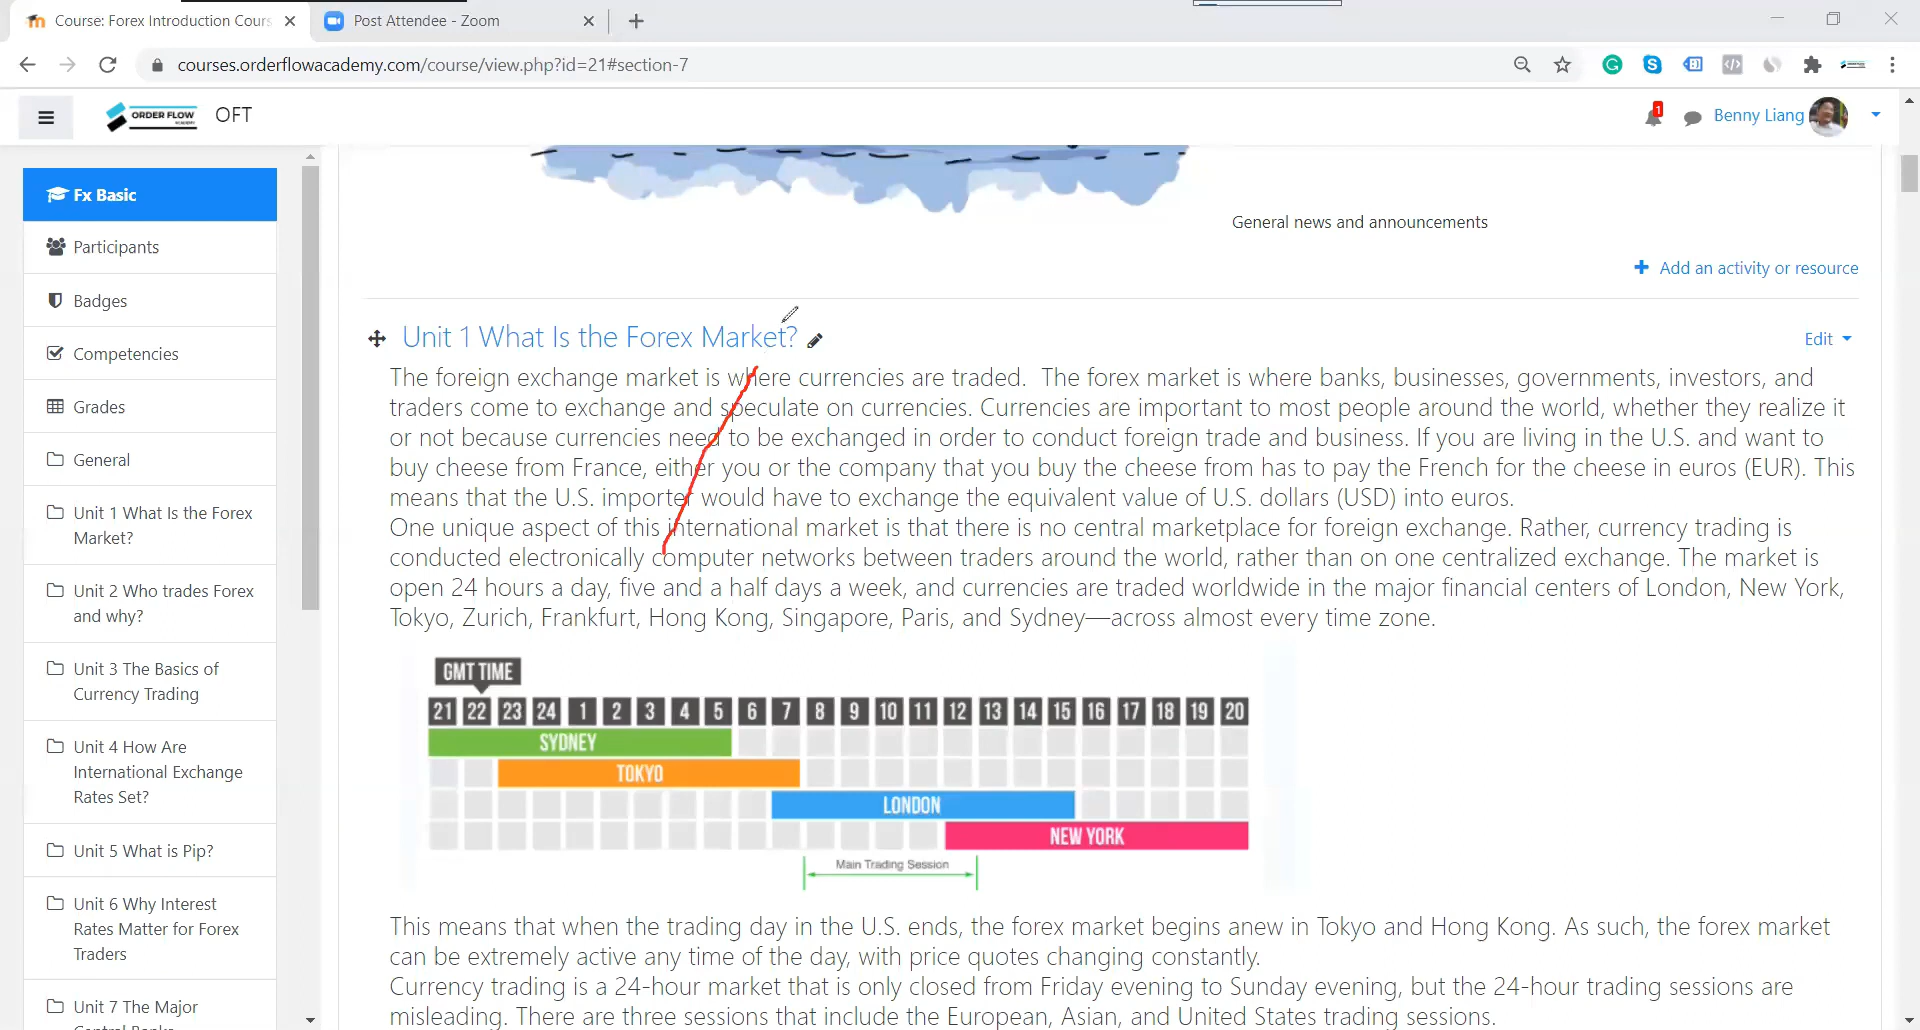 Course: Forex Introduction Cours
Post Attendee - Zoom
courses.orderflowacademy.com/course/view.php?id=21#section-7
ORDER FLOW
ACADEMY
OFT
1
Benny Liang
Fx Basic
Participants
Badges
Competencies
Grades
General
Unit 1 What Is the Forex
Market?
Unit 2 Who trades Forex
and why?
Unit 3 The Basics of
Currency Trading
Unit 4 How Are
International Exchange
Rates Set?
Unit 5 What is Pip?
Unit 6 Why Interest
Rates Matter for Forex
Traders
Unit 7 The Major
Central Banks
General news and announcements
Add an activity or resource
Unit 1 What Is the Forex Market?
Edit
The foreign exchange market is where currencies are traded.  The forex market is where banks, businesses, governments, investors, and
traders come to exchange and speculate on currencies. Currencies are important to most people around the world, whether they realize it
or not because currencies need to be exchanged in order to conduct foreign trade and business. If you are living in the U.S. and want to
buy cheese from France, either you or the company that you buy the cheese from has to pay the French for the cheese in euros (EUR). This
means that the U.S. importer would have to exchange the equivalent value of U.S. dollars (USD) into euros.
One unique aspect of this international market is that there is no central marketplace for foreign exchange. Rather, currency trading is
conducted electronically computer networks between traders around the world, rather than on one centralized exchange. The market is
open 24 hours a day, five and a half days a week, and currencies are traded worldwide in the major financial centers of London, New York,
Tokyo, Zurich, Frankfurt, Hong Kong, Singapore, Paris, and Sydney—across almost every time zone.
GMT TIME
21 22 23 24 1 2 3 4 5 6 7 8 9 10 11 12 13 14 15 16 17 18 19 20
SYDNEY
TOKYO
LONDON
NEW YORK
Main Trading Session
This means that when the trading day in the U.S. ends, the forex market begins anew in Tokyo and Hong Kong. As such, the forex market
can be extremely active any time of the day, with price quotes changing constantly.
Currency trading is a 24-hour market that is only closed from Friday evening to Sunday evening, but the 24-hour trading sessions are
misleading. There are three sessions that include the European, Asian, and United States trading sessions.